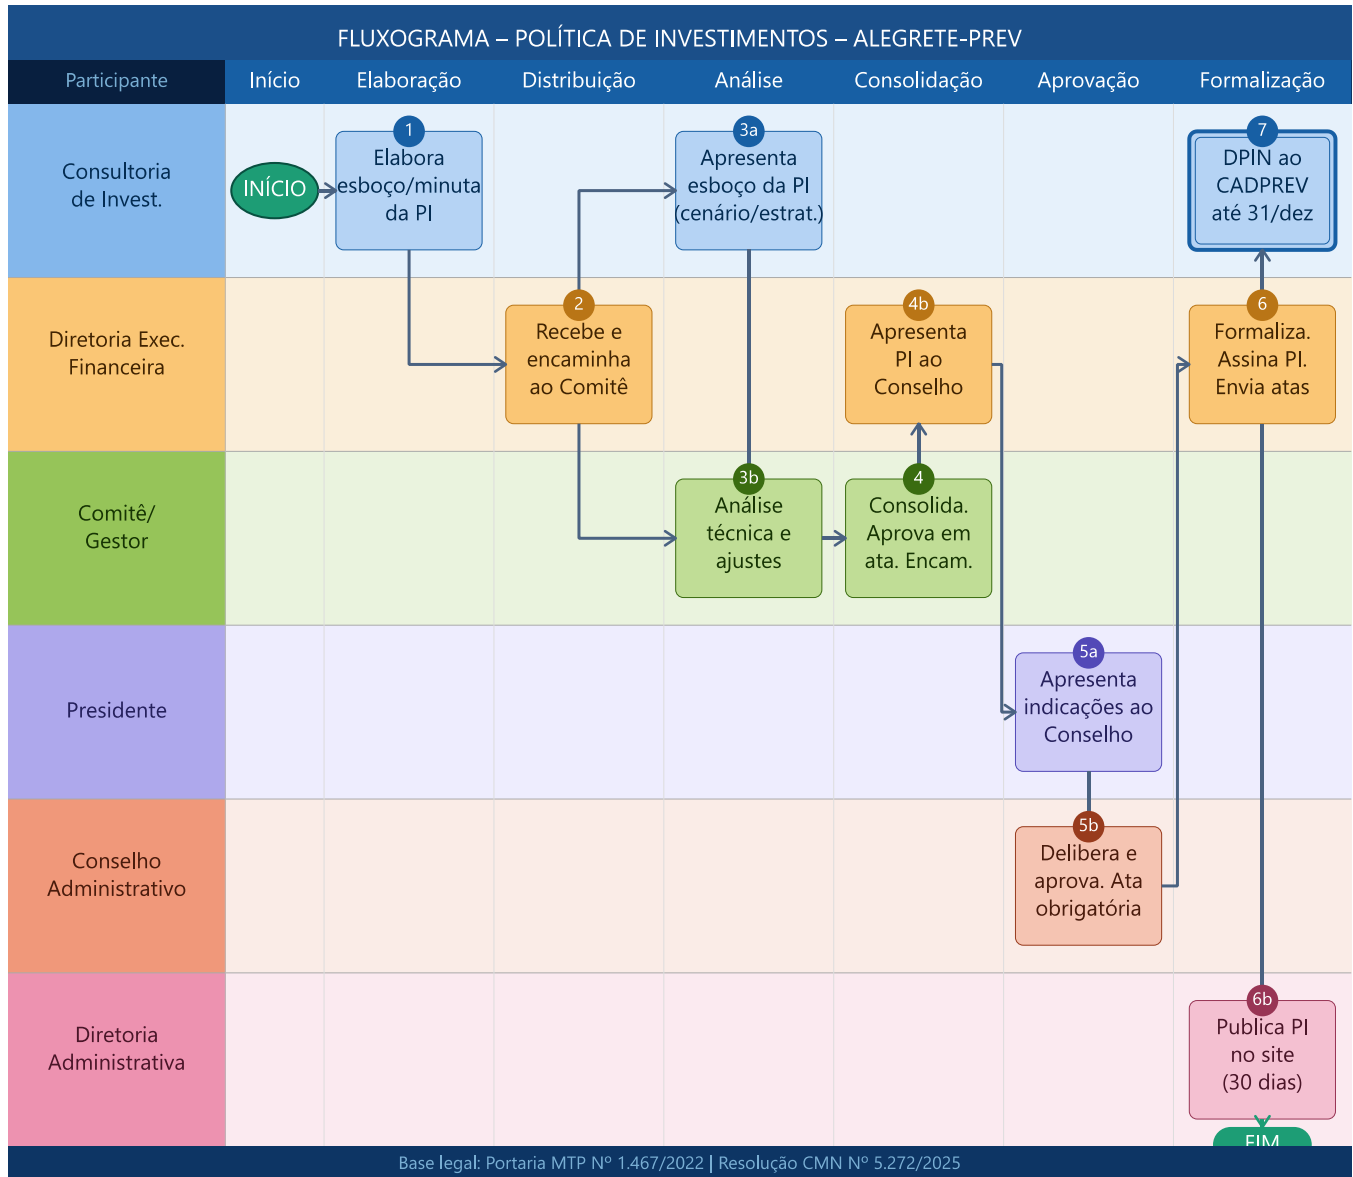 FLUXOGRAMA – POLÍTICA DE INVESTIMENTOS – ALEGRETE-PREV
Participante
Início
Elaboração
Distribuição
Análise
Consolidação
Aprovação
Formalização
Consultoria
de Invest.
INÍCIO
1
Elabora
esboço/minuta
da PI
3a
Apresenta
esboço da PI
(cenário/estrat.)
7
DPIN ao
CADPREV
até 31/dez
Diretoria Exec.
Financeira
2
Recebe e
encaminha
ao Comitê
4b
Apresenta
PI ao
Conselho
6
Formaliza.
Assina PI.
Envia atas
Comitê/
Gestor
3b
Análise
técnica e
ajustes
4
Consolida.
Aprova em
ata. Encam.
Presidente
5a
Apresenta
indicações ao
Conselho
Conselho
Administrativo
5b
Delibera e
aprova. Ata
obrigatória
Diretoria
Administrativa
6b
Publica PI
no site
(30 dias)
FIM
Base legal: Portaria MTP Nº 1.467/2022 | Resolução CMN Nº 5.272/2025